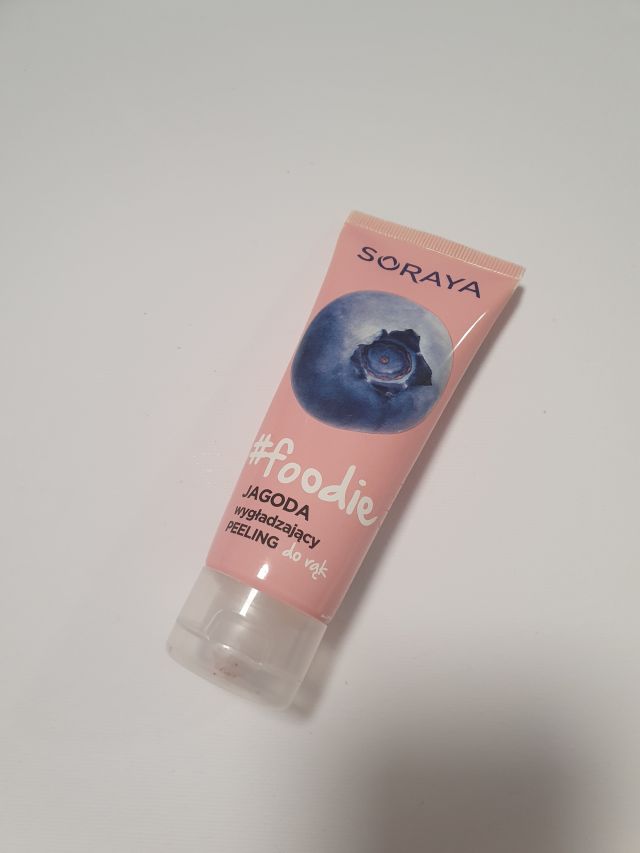 SORAYA
#foodie
JAGODA
wygładzający
PEELING do rąk